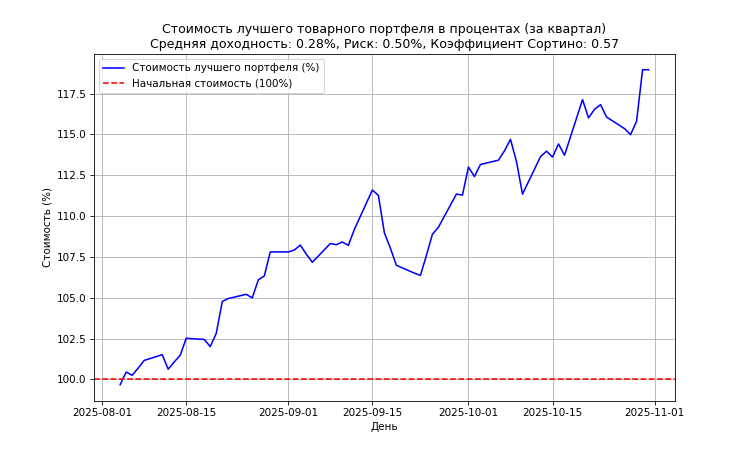 Стоимость лучшего товарного портфеля в процентах (за квартал)
Средняя доходность: 0.28%, Риск: 0.50%, Коэффициент Сортино: 0.57
Стоимость лучшего портфеля (%)
Начальная стоимость (100%)
Стоимость (%)
117.5
115.0
112.5
110.0
107.5
105.0
102.5
100.0
2025-08-01 2025-08-15 2025-09-01 2025-09-15 2025-10-01 2025-10-15 2025-11-01
День